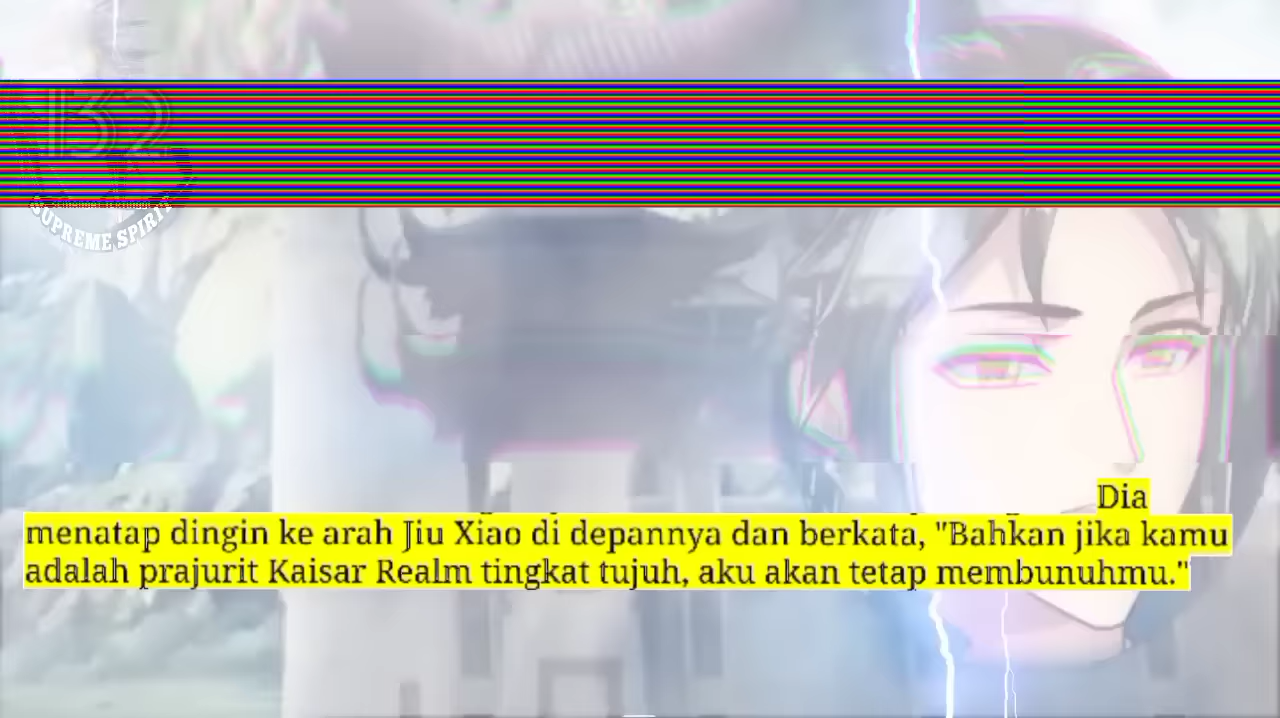 132
SUPREME SPIRIT
Dia
menatap dingin ke arah Jiu Xiao di depannya dan berkata, "Bahkan jika kamu
adalah prajurit Kaisar Realm tingkat tujuh, aku akan tetap membunuhmu."